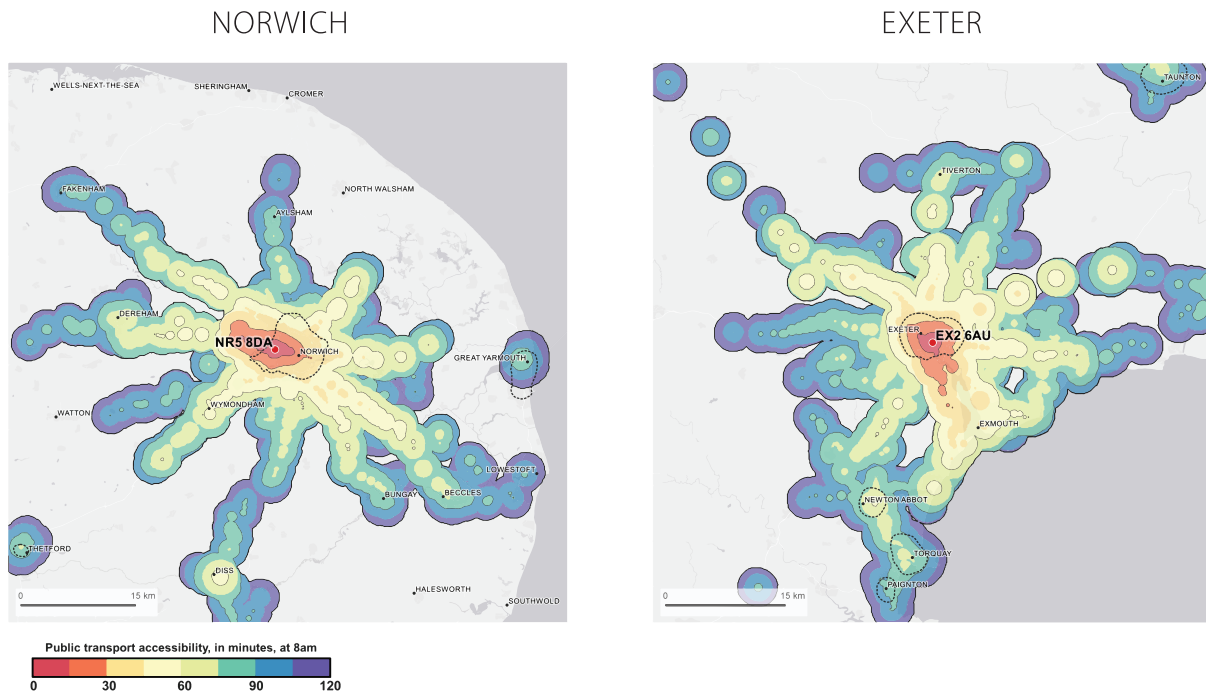 NORWICH
EXETER
WELLS-NEXT-THE-SEA
SHERINGHAM
CROMER
FAKENHAM
NORTH WALSHAM
AYLSHAM
DEREHAM
NR5 8DA
NORWICH
GREAT YARMOUTH
WATTON
WYMONDHAM
LOWESTOFT
BUNGAY
BECCLES
THETFORD
DISS
HALESWORTH
SOUTHWOLD
0 15 km
TAUNTON
TIVERTON
EXETER
EX2 6AU
EXMOUTH
NEWTON ABBOT
TORQUAY
PAIGNTON
0 15 km
Public transport accessibility, in minutes, at 8am
0 30 60 90 120